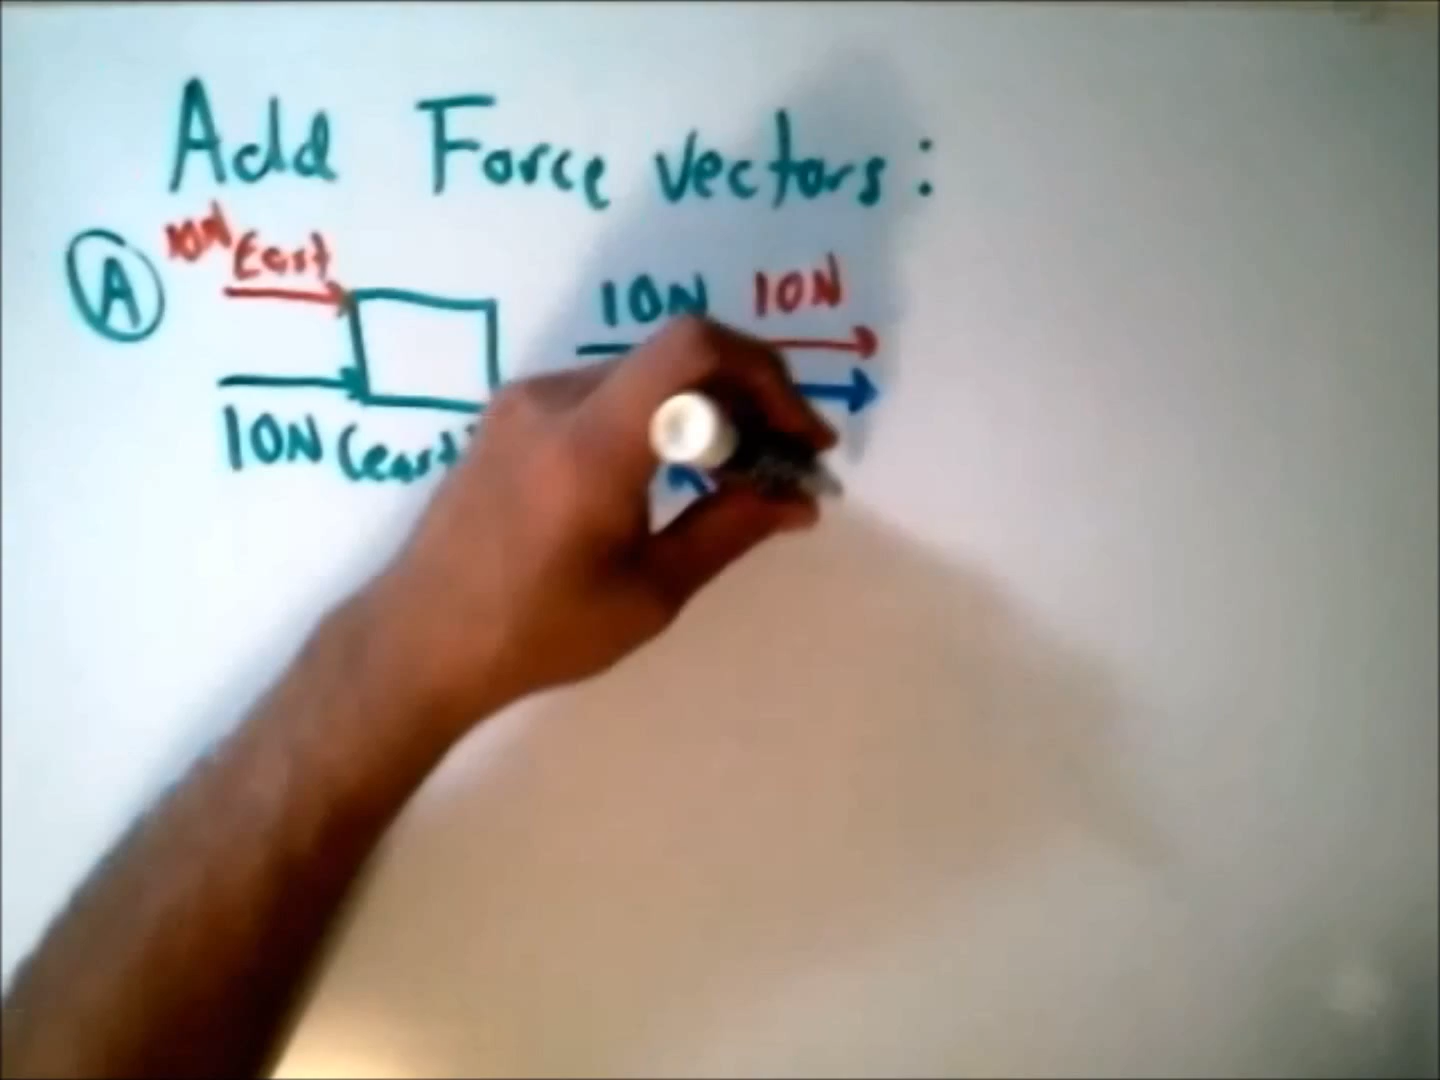 Add Force vectors:
A
10N East
10N 10N
10N (east